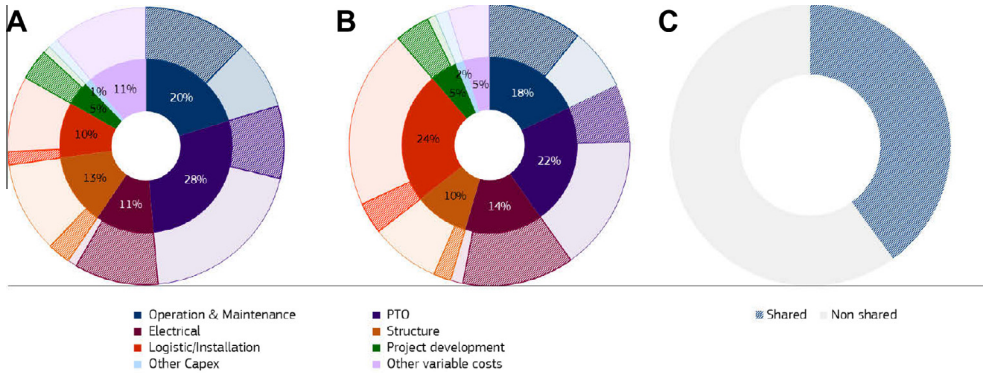 A
B
C
20%
28%
11%
13%
10%
5%
1%
11%
18%
22%
14%
10%
24%
5%
2%
5%
Operation & Maintenance
PTO
Shared
Non shared
Electrical
Structure
Logistic/Installation
Project development
Other Capex
Other variable costs